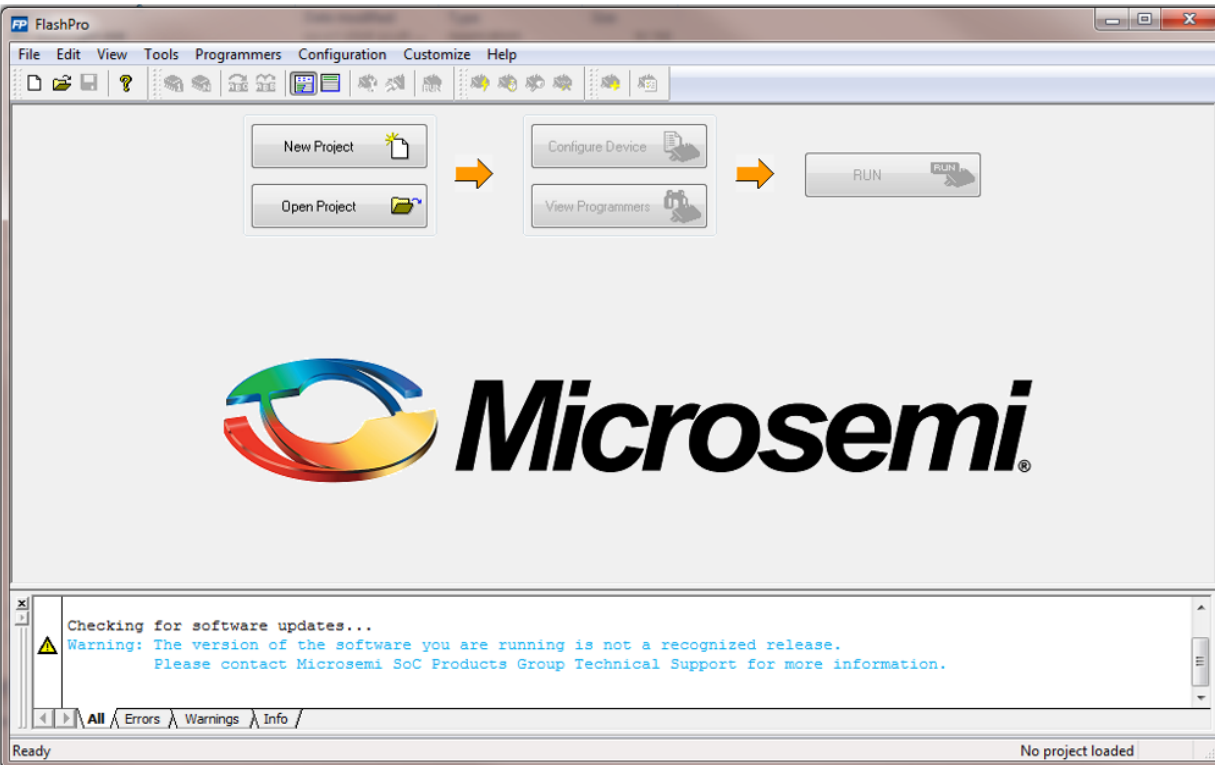 FP FlashPro
File Edit View Tools Programmers Configuration Customize Help
New Project
Configure Device
RUN
RUN
Open Project
View Programmers
Microsemi®
Checking for software updates...
Warning: The version of the software you are running is not a recognized release.
Please contact Microsemi SoC Products Group Technical Support for more information.
All Errors Warnings Info
Ready No project loaded